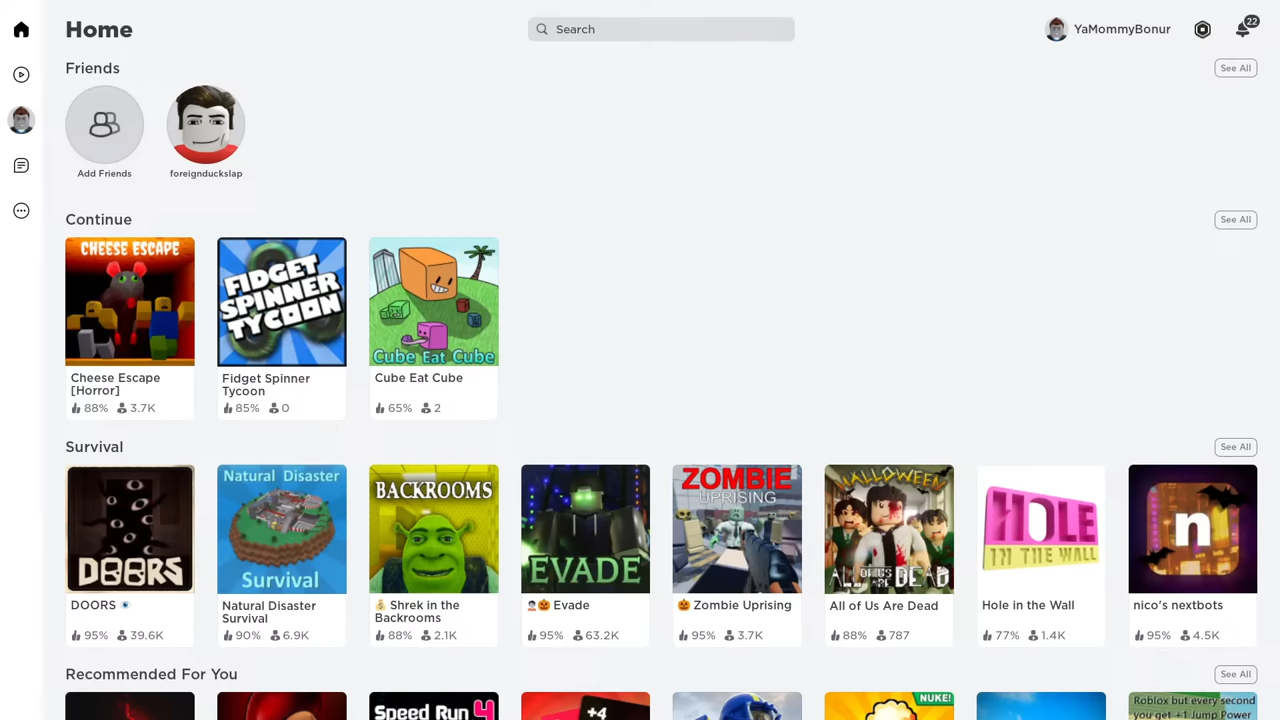 Home
Search
YaMommyBonur
22
Friends
See All
Add Friends
foreignduckslap
Continue
See All
CHEESE ESCAPE
FIDGET
SPINNER
TYCOON
Cube Eat Cube
Cheese Escape
[Horror]
88% 3.7K
Fidget Spinner
Tycoon
85% 0
Cube Eat Cube
65% 2
Survival
See All
DOORS
Natural Disaster
Survival
BACKROOMS
EVADE
ZOMBIE
UPRISING
HALLOWEEN
ALL OF US ARE DEAD
HOLE
IN THE WALL
n
DOORS
95% 39.6K
Natural Disaster
Survival
90% 6.9K
Shrek in the
Backrooms
88% 2.1K
Evade
95% 63.2K
Zombie Uprising
95% 3.7K
All of Us Are Dead
88% 787
Hole in the Wall
77% 1.4K
nico's nextbots
95% 4.5K
Recommended For You
See All
Speed Run 4
+4
NUKE!
Roblox but every second
you get +1 Jump Power